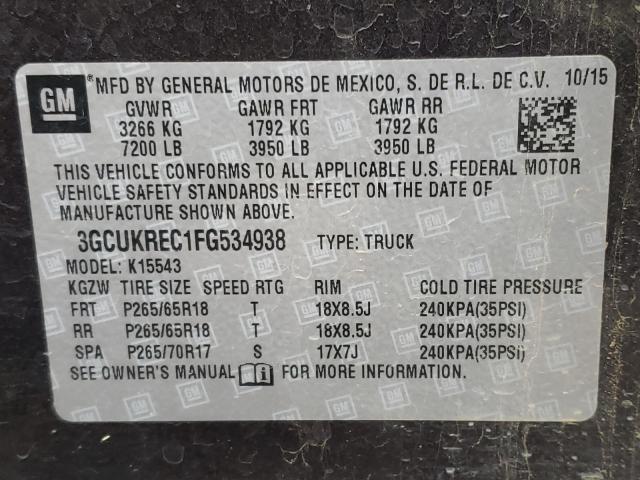 GM ® MFD BY GENERAL MOTORS DE MEXICO, S. DE R.L. DE C.V. 10/15
GVWR GAWR FRT GAWR RR
3266 KG 1792 KG 1792 KG
7200 LB 3950 LB 3950 LB
THIS VEHICLE CONFORMS TO ALL APPLICABLE U.S. FEDERAL MOTOR
VEHICLE SAFETY STANDARDS IN EFFECT ON THE DATE OF
MANUFACTURE SHOWN ABOVE.
3GCUKREC1FG534938 TYPE: TRUCK
MODEL: K15543
KGZW TIRE SIZE SPEED RTG RIM COLD TIRE PRESSURE
FRT P265/65R18 T 18X8.5J 240KPA(35PSI)
RR P265/65R18 T 18X8.5J 240KPA(35PSI)
SPA P265/70R17 S 17X7J 240KPA(35PSI)
SEE OWNER'S MANUAL FOR MORE INFORMATION.